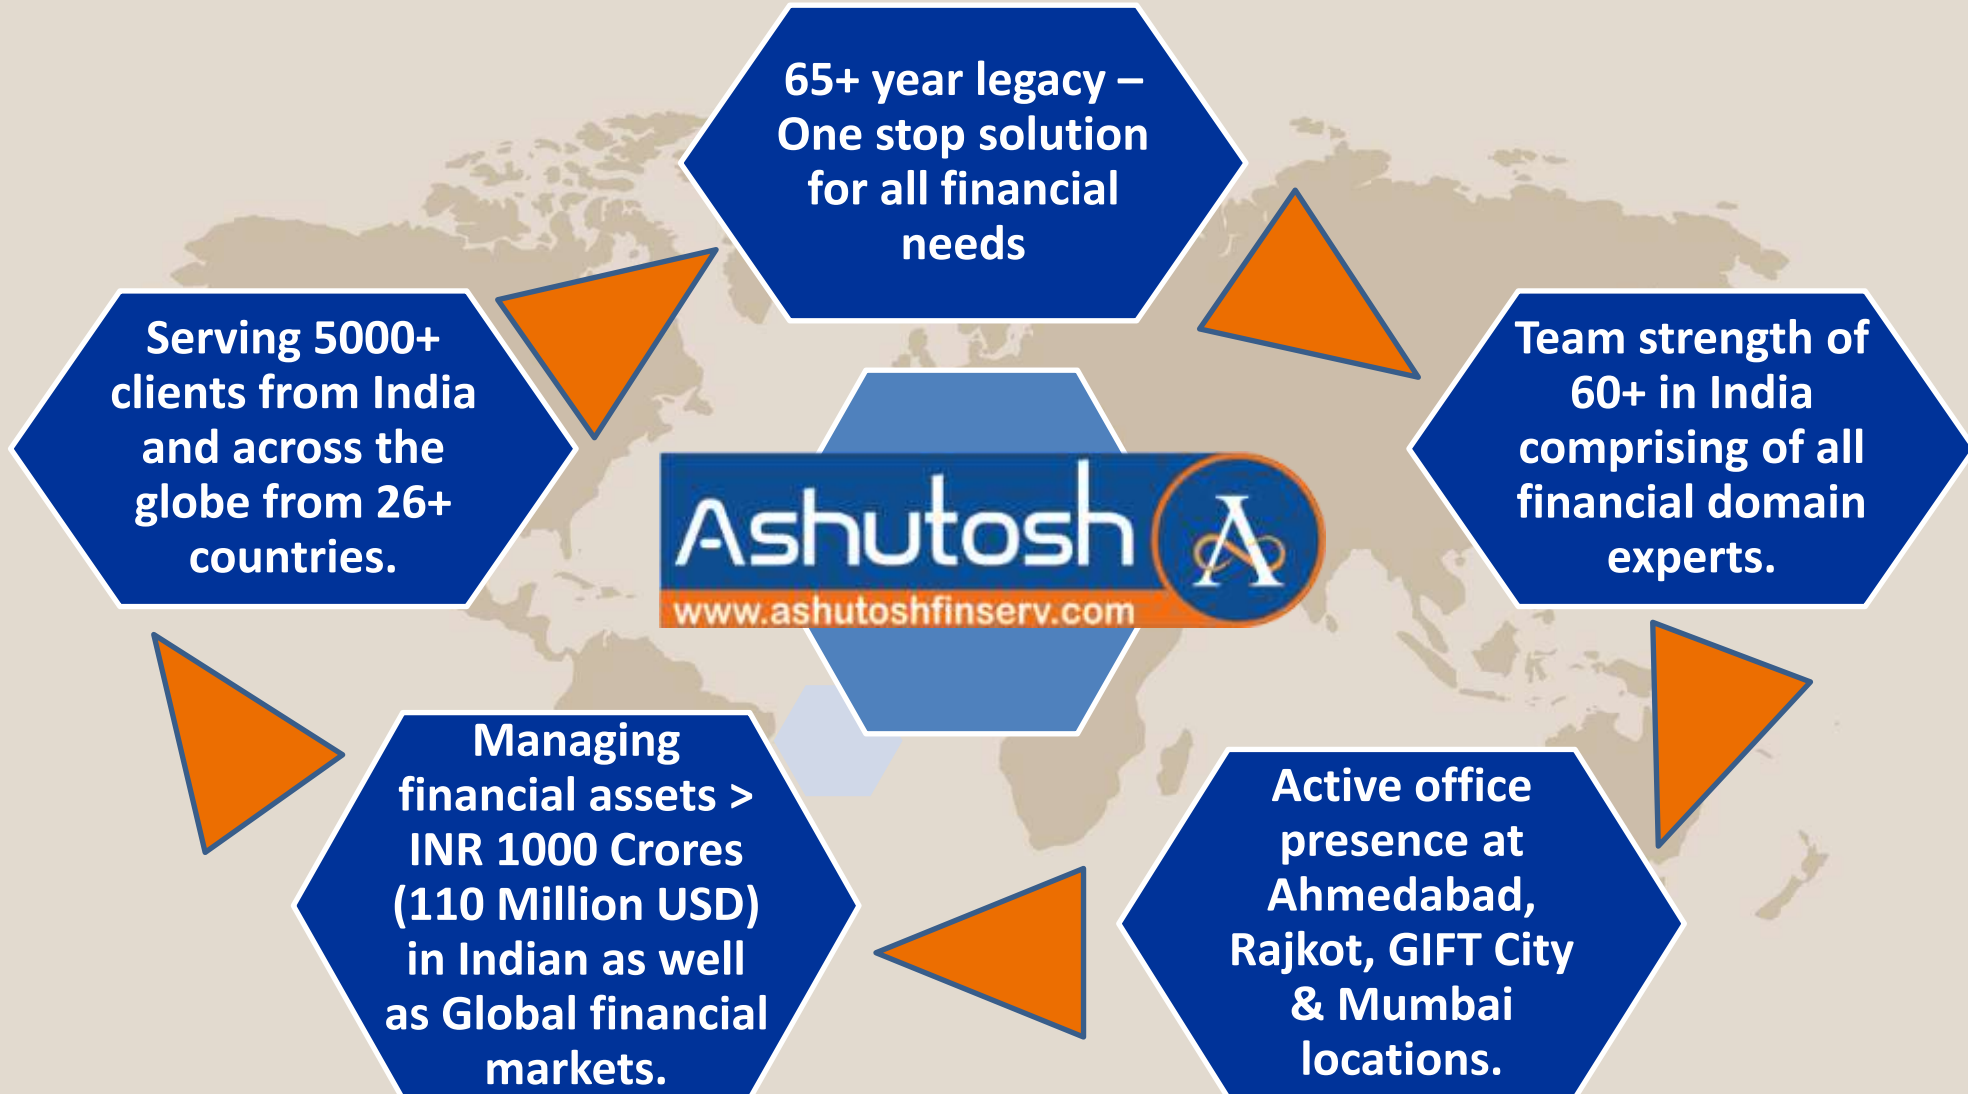 65+ year legacy –
One stop solution
for all financial
needs
Serving 5000+
clients from India
and across the
globe from 26+
countries.
Team strength of
60+ in India
comprising of all
financial domain
experts.
Ashutosh A
www.ashutoshfinserv.com
Managing
financial assets >
INR 1000 Crores
(110 Million USD)
in Indian as well
as Global financial
markets.
Active office
presence at
Ahmedabad,
Rajkot, GIFT City
& Mumbai
locations.